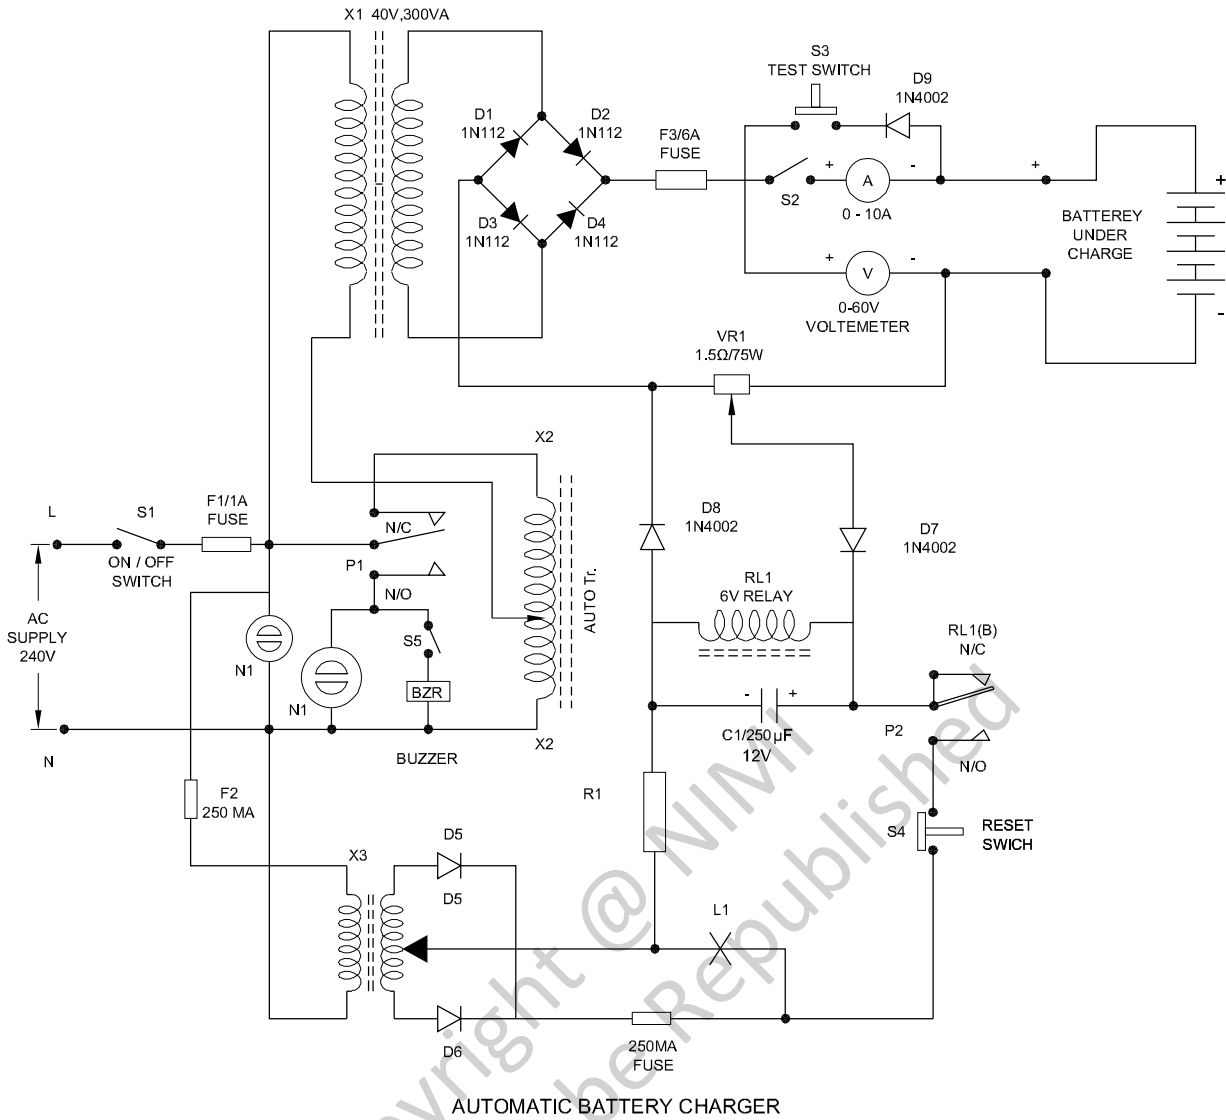 X1 40V,300VA
S3
TEST SWITCH
D9
1N4002
D1
1N112
D2
1N112
F3/6A
FUSE
+
A
-
+
S2
0 - 10A
D3
1N112
D4
1N112
BATTEREY
UNDER
CHARGE
+
-
+
V
-
0-60V
VOLTEMETER
VR1
1.5Ω/75W
X2
L
S1
F1/1A
FUSE
N/C
ON / OFF
SWITCH
P1
N/O
AUTO Tr.
D8
1N4002
D7
1N4002
RL1
6V RELAY
AC
SUPPLY
240V
N1
S5
N1
BZR
RL1(B)
N/C
-
+
P2
C1/250µF
12V
N/O
N
BUZZER
X2
F2
250 MA
R1
S4
RESET
SWICH
X3
D5
D5
L1
D6
250MA
FUSE
AUTOMATIC BATTERY CHARGER
Copyright @ NIMI
be Republished